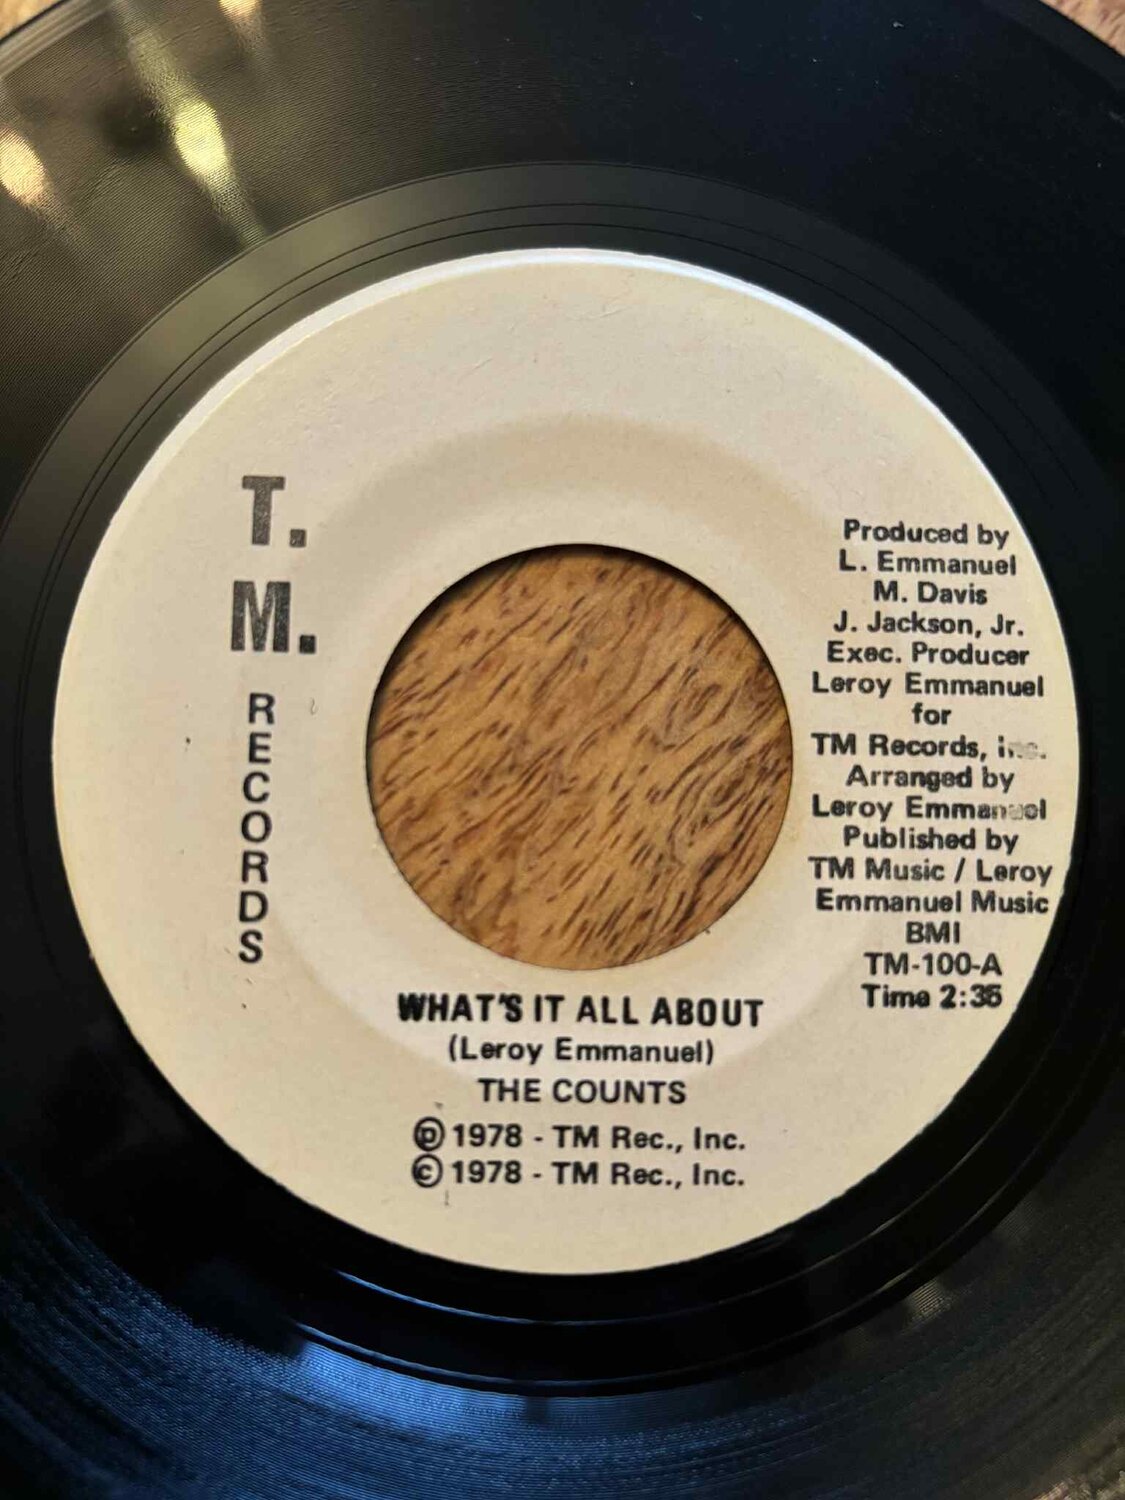 T.
M.
RECORDS
Produced by
L. Emmanuel
M. Davis
J. Jackson, Jr.
Exec. Producer
Leroy Emmanuel
for
TM Records, inc.
Arranged by
Leroy Emmanuel
Published by
TM Music / Leroy
Emmanuel Music
BMI
TM-100-A
Time 2:35
WHAT'S IT ALL ABOUT
(Leroy Emmanuel)
THE COUNTS
Ⓟ 1978 - TM Rec., Inc.
© 1978 - TM Rec., Inc.